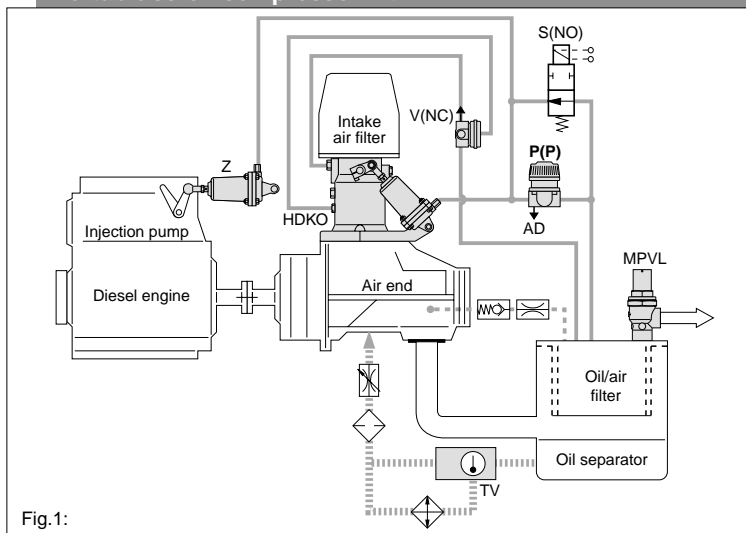 S(NO)
Intake
air filter
V(NC)
P(P)
Z
HDKO
AD
Injection pump
MPVL
Diesel engine
Air end
Oil/air
filter
Oil separator
TV
Fig.1: